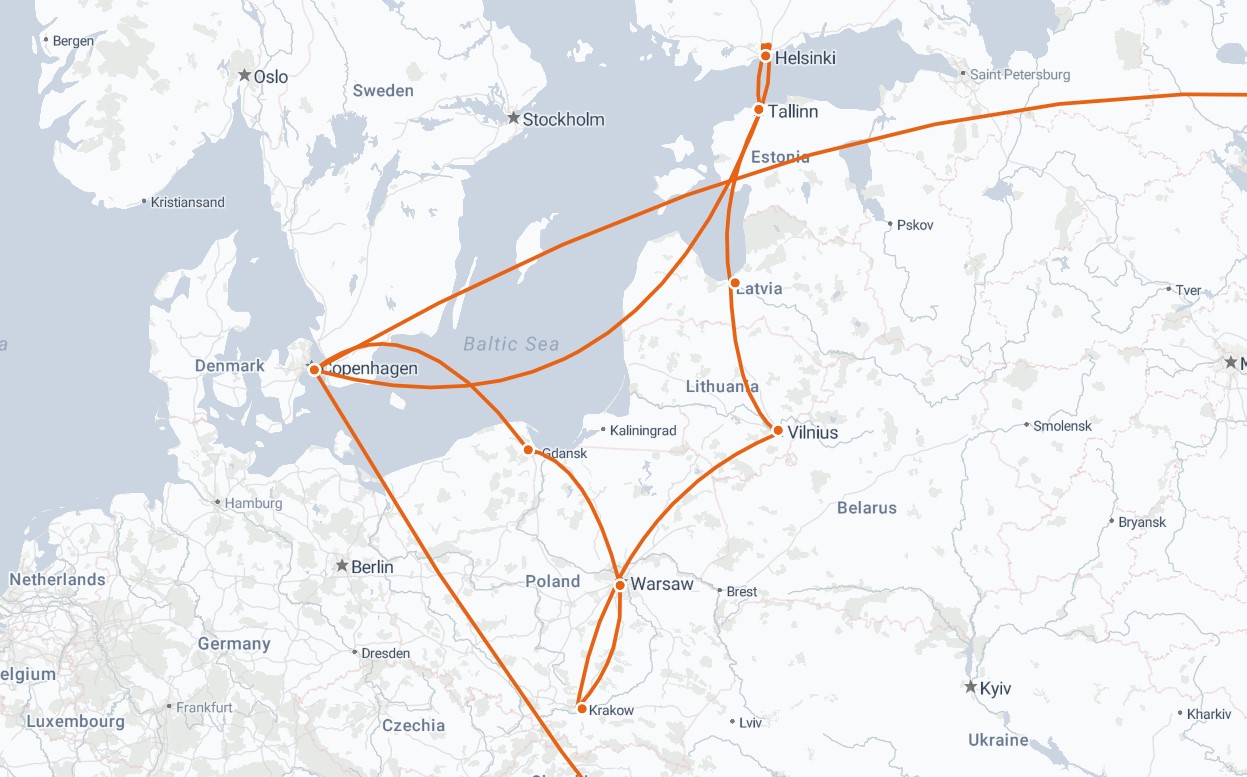 Bergen
Helsinki
Oslo
Saint Petersburg
Sweden
Stockholm
Tallinn
Estonia
Kristiansand
Pskov
Latvia
Tver
Baltic Sea
Denmark
Copenhagen
Lithuania
Kaliningrad
Vilnius
Smolensk
Gdansk
Hamburg
Belarus
Bryansk
Berlin
Netherlands
Poland
Warsaw
Brest
Germany
Dresden
elgium
Kyiv
Frankfurt
Krakow
Luxembourg
Czechia
Lviv
Kharkiv
Ukraine